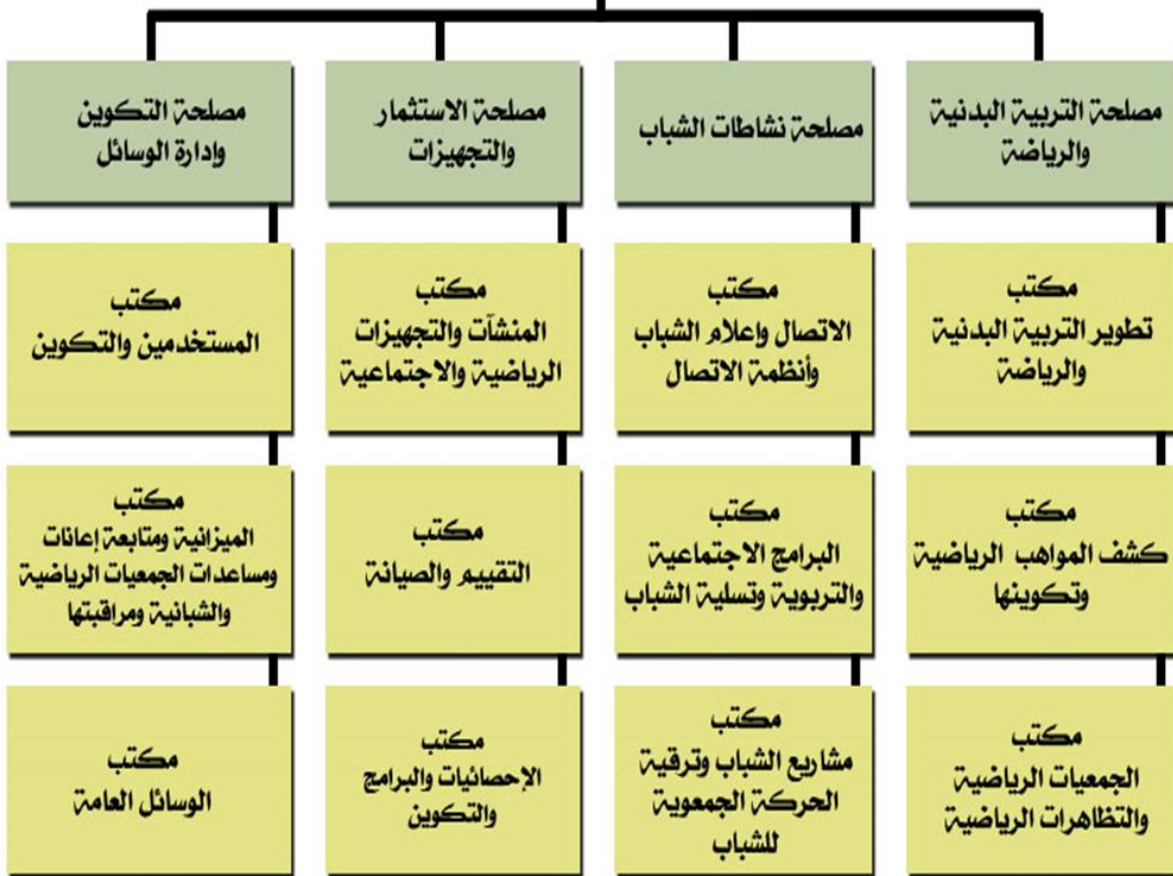 مصلحة التربية البدنية
والرياضة
مصلحة نشاطات الشباب
مصلحة الاستثمار
والتجهيزات
مصلحة التكوين
وإدارة الوسائل
مكتب
تطوير التربية البدنية
والرياضة
مكتب
الاتصال وإعلام الشباب
وأنظمة الاتصال
مكتب
المنشآت والتجهيزات
الرياضية والاجتماعية
مكتب
المستخدمين والتكوين
مكتب
كشف المواهب الرياضية
وتكوينها
مكتب
البرامج الاجتماعية
والتربوية وتسلية الشباب
مكتب
التقييم والصيانة
مكتب
الميزانية ومتابعة إعانات
ومساعدات الجمعيات الرياضية
والشبانية ومراقبتها
مكتب
الجمعيات الرياضية
والتظاهرات الرياضية
مكتب
مشاريع الشباب وترقية
الحركة الجمعوية
للشباب
مكتب
الإحصائيات والبرامج
والتكوين
مكتب
الوسائل العامة